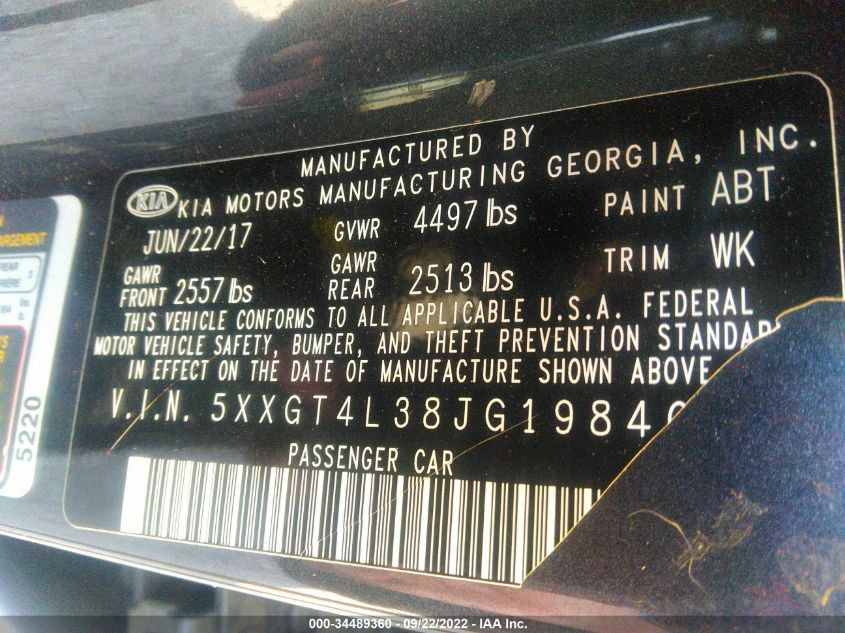 MANUFACTURED BY
KIA KIA MOTORS MANUFACTURING GEORGIA, INC.
JUN/22/17 GVWR 4497 lbs PAINT ABT
GAWR FRONT 2557 lbs GAWR REAR 2513 lbs TRIM WK
THIS VEHICLE CONFORMS TO ALL APPLICABLE U.S.A. FEDERAL
MOTOR VEHICLE SAFETY, BUMPER, AND THEFT PREVENTION
IN EFFECT ON THE DATE OF MANUFACTURE SHOWN ABOVE
V.I.N. 5XXGT4L38JG1984
PASSENGER CAR
5220
000-34489360 - 09/22/2022 - IAA Inc.